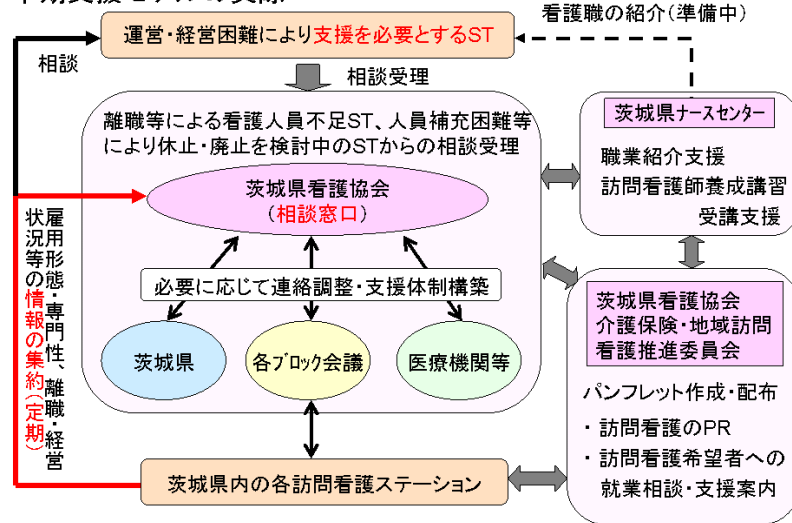 看護職の紹介(準備中)
運営・経営困難により支援を必要とするST
相談
相談受理
離職等による看護人員不足ST、人員補充困難等
により休止・廃止を検討中のSTからの相談受理
茨城県看護協会
(相談窓口)
必要に応じて連絡調整・支援体制構築
茨城県
各ブロック会議
医療機関等
茨城県ナースセンター
職業紹介支援
訪問看護師養成講習
受講支援
茨城県看護協会
介護保険・地域訪問
看護推進委員会
パンフレット作成・配布
・訪問看護のPR
・訪問看護希望者への
就業相談・支援案内
雇用形態・専門性、離職・経営
状況等の情報の集約(定期)
茨城県内の各訪問看護ステーション